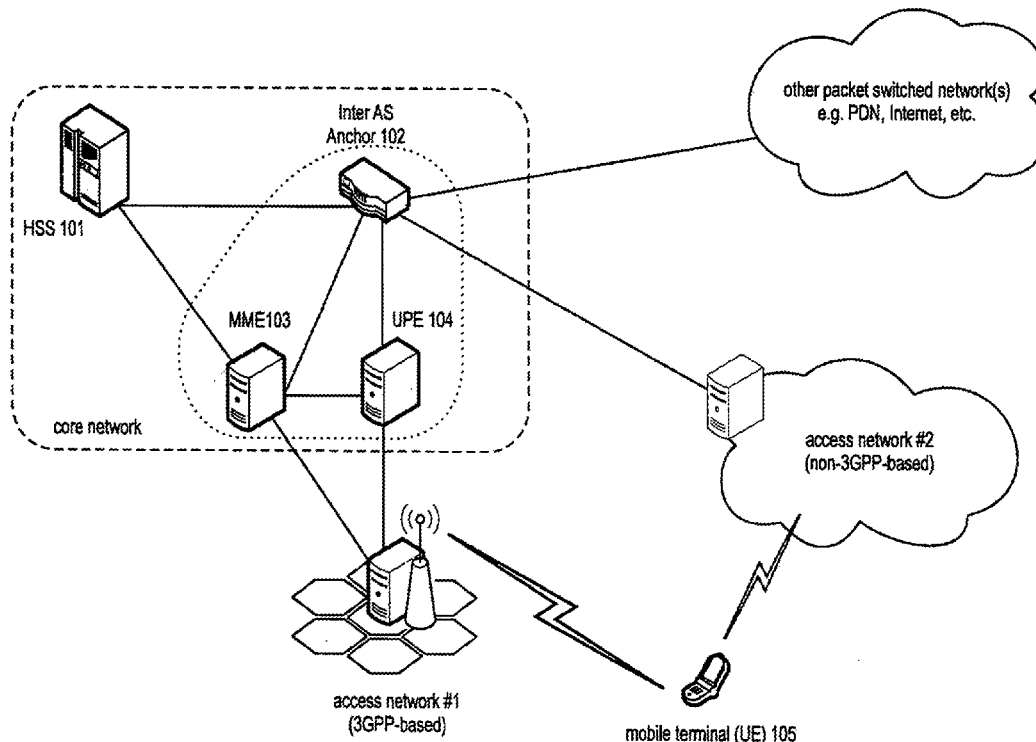 other packet switched network(s)
e.g. PDN, Internet, etc.
Inter AS
Anchor 102
HSS 101
MME103
UPE 104
core network
access network #2
(non-3GPP-based)
access network #1
(3GPP-based)
mobile terminal (UE) 105